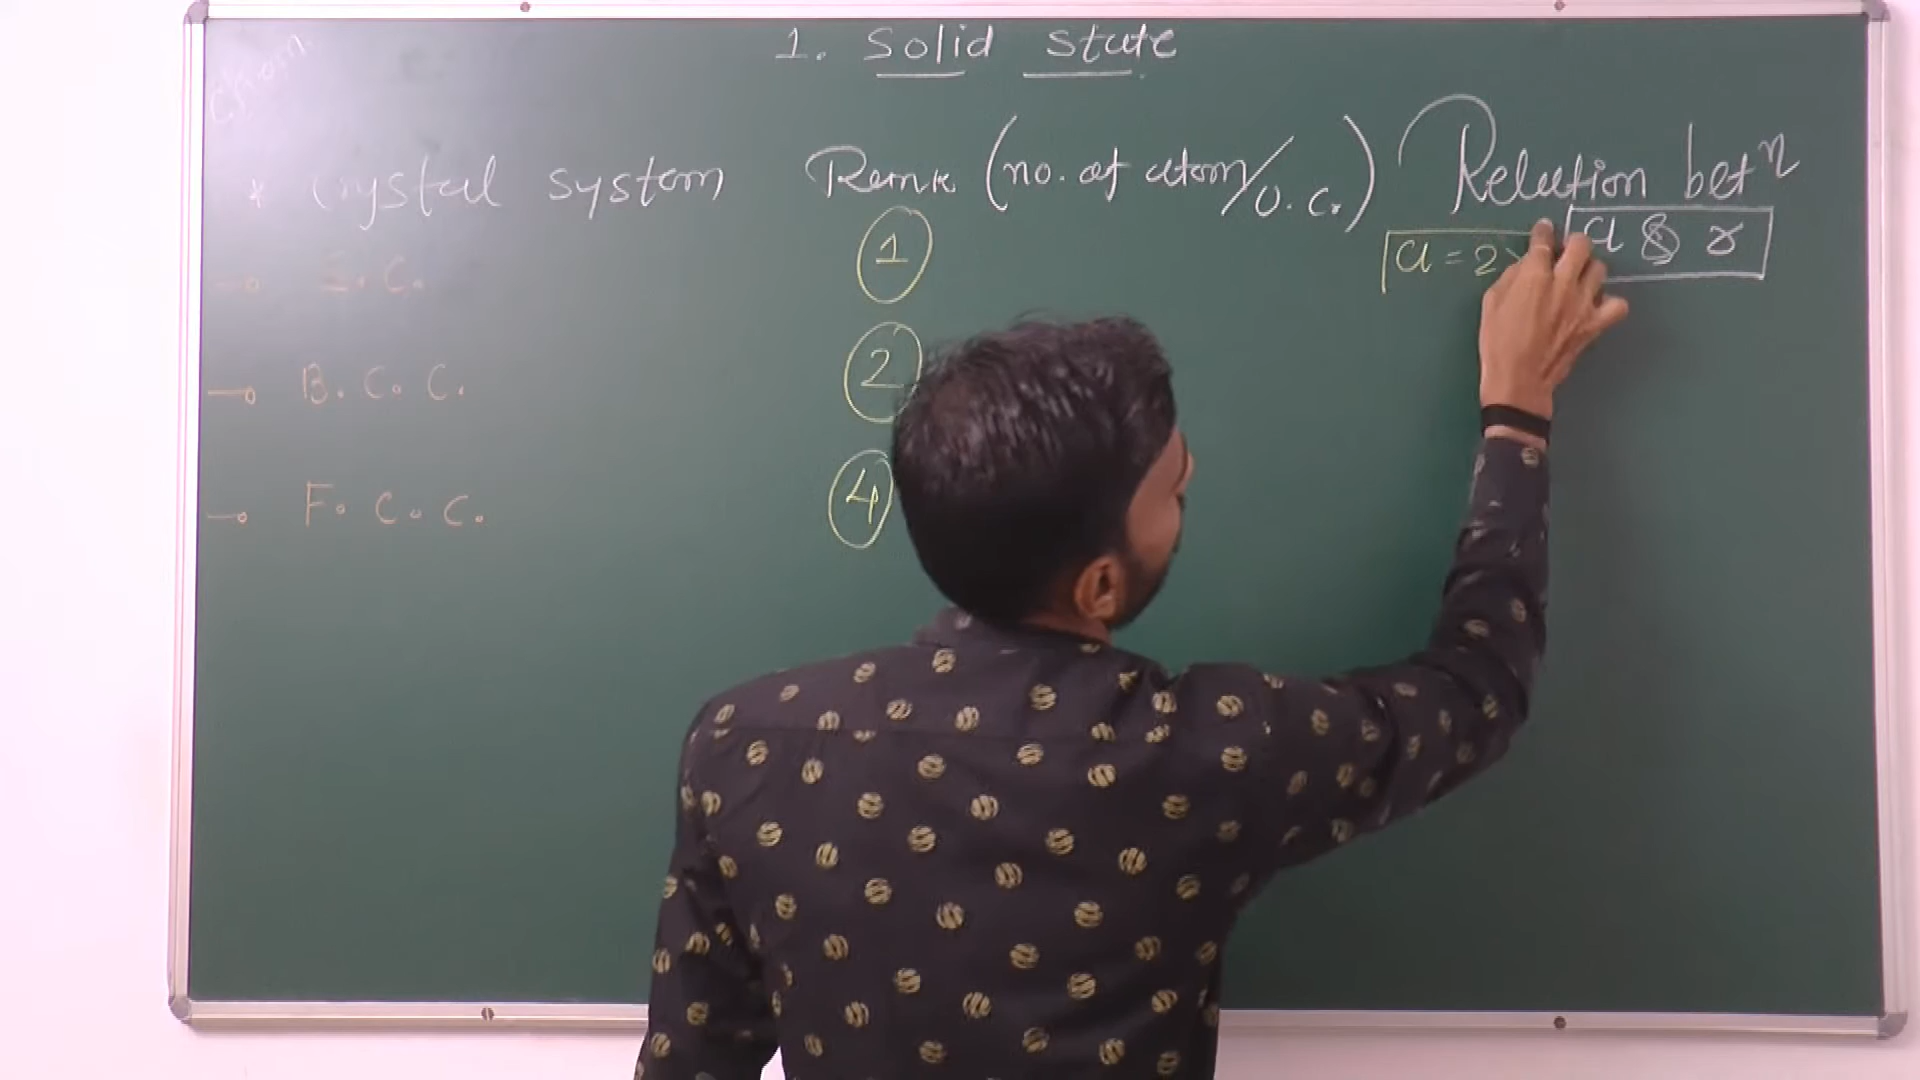 1. Solid state
* Crystal system Rank (no. of atom/U.C.) Relation betn
a & r
S.C. 1 a = 2
B.C.C. 2
F.C.C. 4